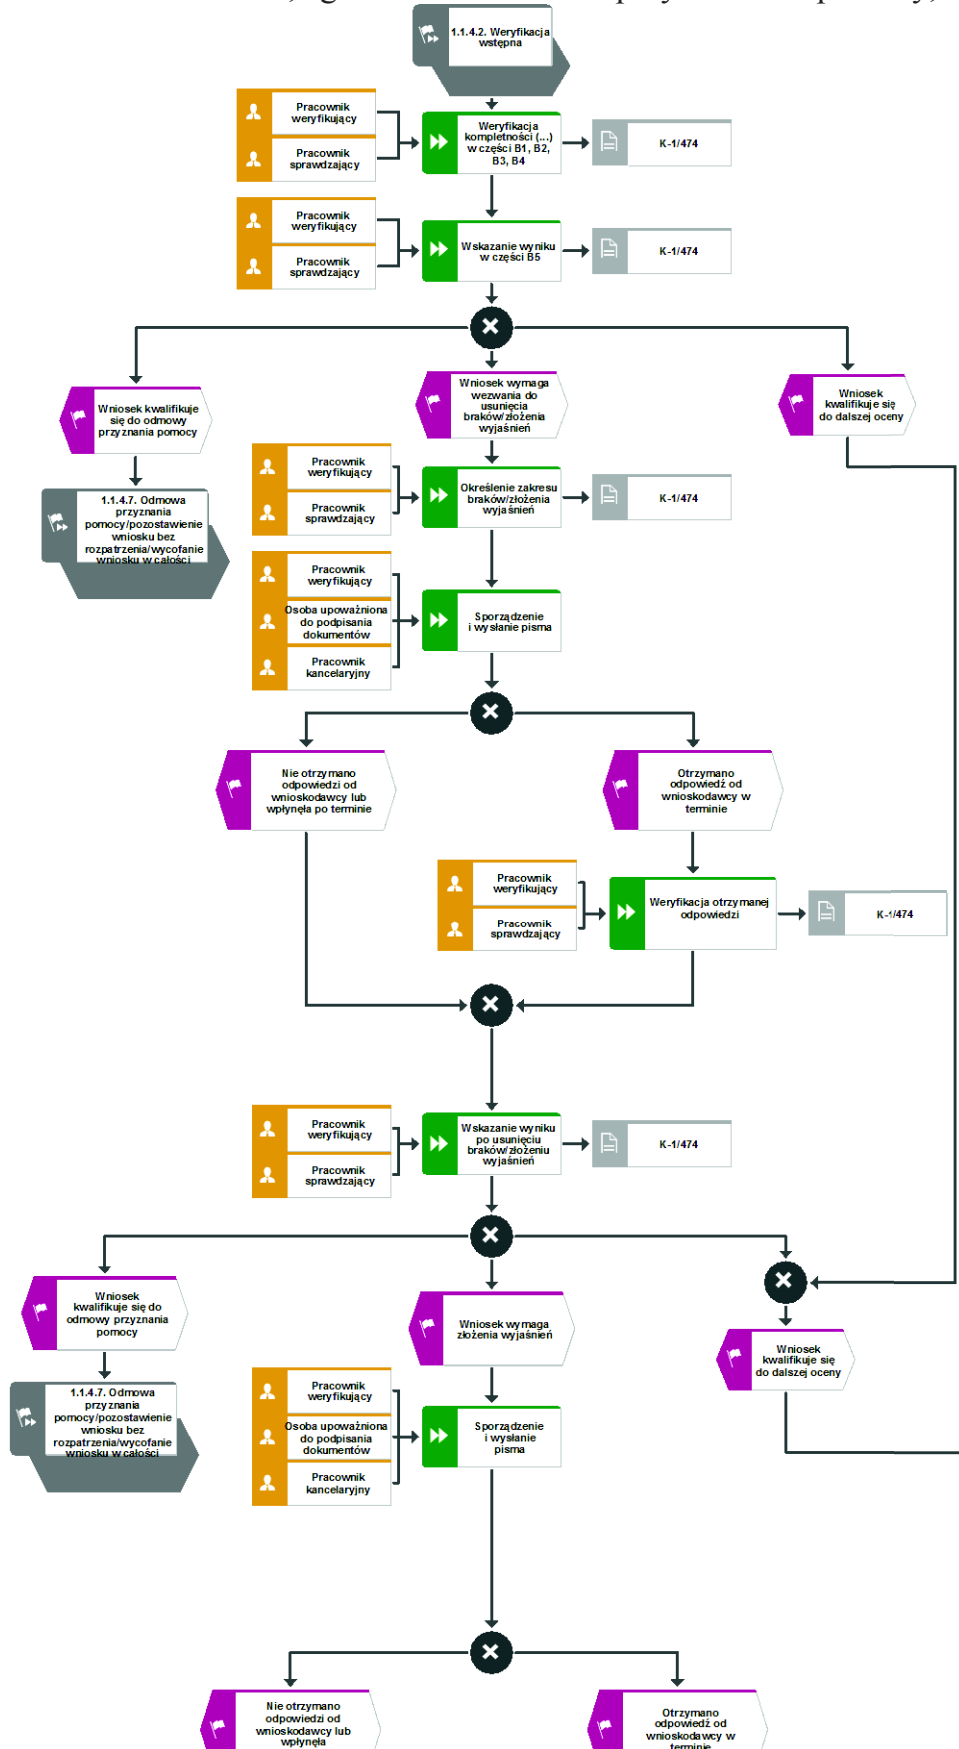 1.1.4.2. Weryfikacja
wstępna
Pracownik
weryfikujący
Pracownik
sprawdzający
Weryfikacja
kompletności (...)
w części B1, B2,
B3, B4
K-1/474
Pracownik
weryfikujący
Pracownik
sprawdzający
Wskazanie wyniku
w części B5
K-1/474
Wniosek kwalifikuje
się do odmowy
przyznania pomocy
Wniosek wymaga
wezwania do
usunięcia
braków/złożenia
wyjaśnień
Wniosek
kwalifikuje się
do dalszej oceny
1.1.4.7. Odmowa
przyznania
pomocy/pozostawienie
wniosku bez
rozpatrzenia/wycofanie
wniosku w całości
Pracownik
weryfikujący
Pracownik
sprawdzający
Określenie zakresu
braków/złożenia
wyjaśnień
K-1/474
Pracownik
weryfikujący
Osoba upoważniona
do podpisania
dokumentów
Pracownik
kancelaryjny
Sporządzenie
i wysłanie pisma
Nie otrzymano
odpowiedzi od
wnioskodawcy lub
wpłynęła po terminie
Otrzymano
odpowiedź od
wnioskodawcy w
terminie
Pracownik
weryfikujący
Pracownik
sprawdzający
Weryfikacja otrzymanej
odpowiedzi
K-1/474
Pracownik
weryfikujący
Pracownik
sprawdzający
Wskazanie wyniku
po usunięciu
braków/złożeniu
wyjaśnień
K-1/474
Wniosek
kwalifikuje się do
odmowy przyznania
pomocy
Wniosek wymaga
złożenia wyjaśnień
Wniosek
kwalifikuje się
do dalszej oceny
1.1.4.7. Odmowa
przyznania
pomocy/pozostawienie
wniosku bez
rozpatrzenia/wycofanie
wniosku w całości
Pracownik
weryfikujący
Osoba upoważniona
do podpisania
dokumentów
Pracownik
kancelaryjny
Sporządzenie
i wysłanie
pisma
Nie otrzymano
odpowiedzi od
wnioskodawcy lub
wpłynęła
Otrzymano
odpowiedź od
wnioskodawcy w
terminie